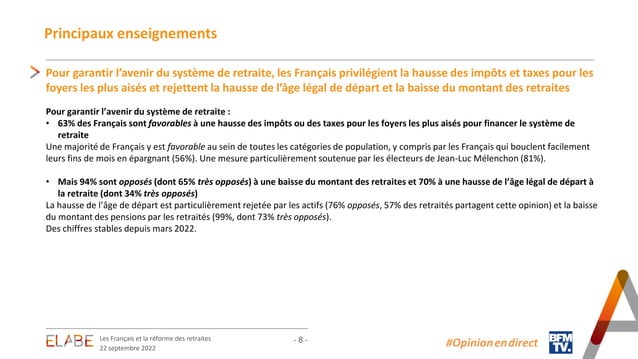 Principaux enseignements
Pour garantir l’avenir du système de retraite, les Français privilégient la hausse des impôts et taxes pour les
foyers les plus aisés et rejettent la hausse de l’âge légal de départ et la baisse du montant des retraites
Pour garantir l’avenir du système de retraite :
• 63% des Français sont favorables à une hausse des impôts ou des taxes pour les foyers les plus aisés pour financer le système de
retraite
Une majorité de Français y est favorable au sein de toutes les catégories de population, y compris par les Français qui bouclent facilement
leurs fins de mois en épargnant (56%). Une mesure particulièrement soutenue par les électeurs de Jean-Luc Mélenchon (81%).
• Mais 94% sont opposés (dont 65% très opposés) à une baisse du montant des retraites et 70% à une hausse de l’âge légal de départ à
la retraite (dont 34% très opposés)
La hausse de l’âge de départ est particulièrement rejetée par les actifs (76% opposés, 57% des retraités partagent cette opinion) et la baisse
du montant des pensions par les retraités (99%, dont 73% très opposés).
Des chiffres stables depuis mars 2022.
ELABE
Les Français et la réforme des retraites
22 septembre 2022
- 8 -
#Opinionendirect
BFM
TV.